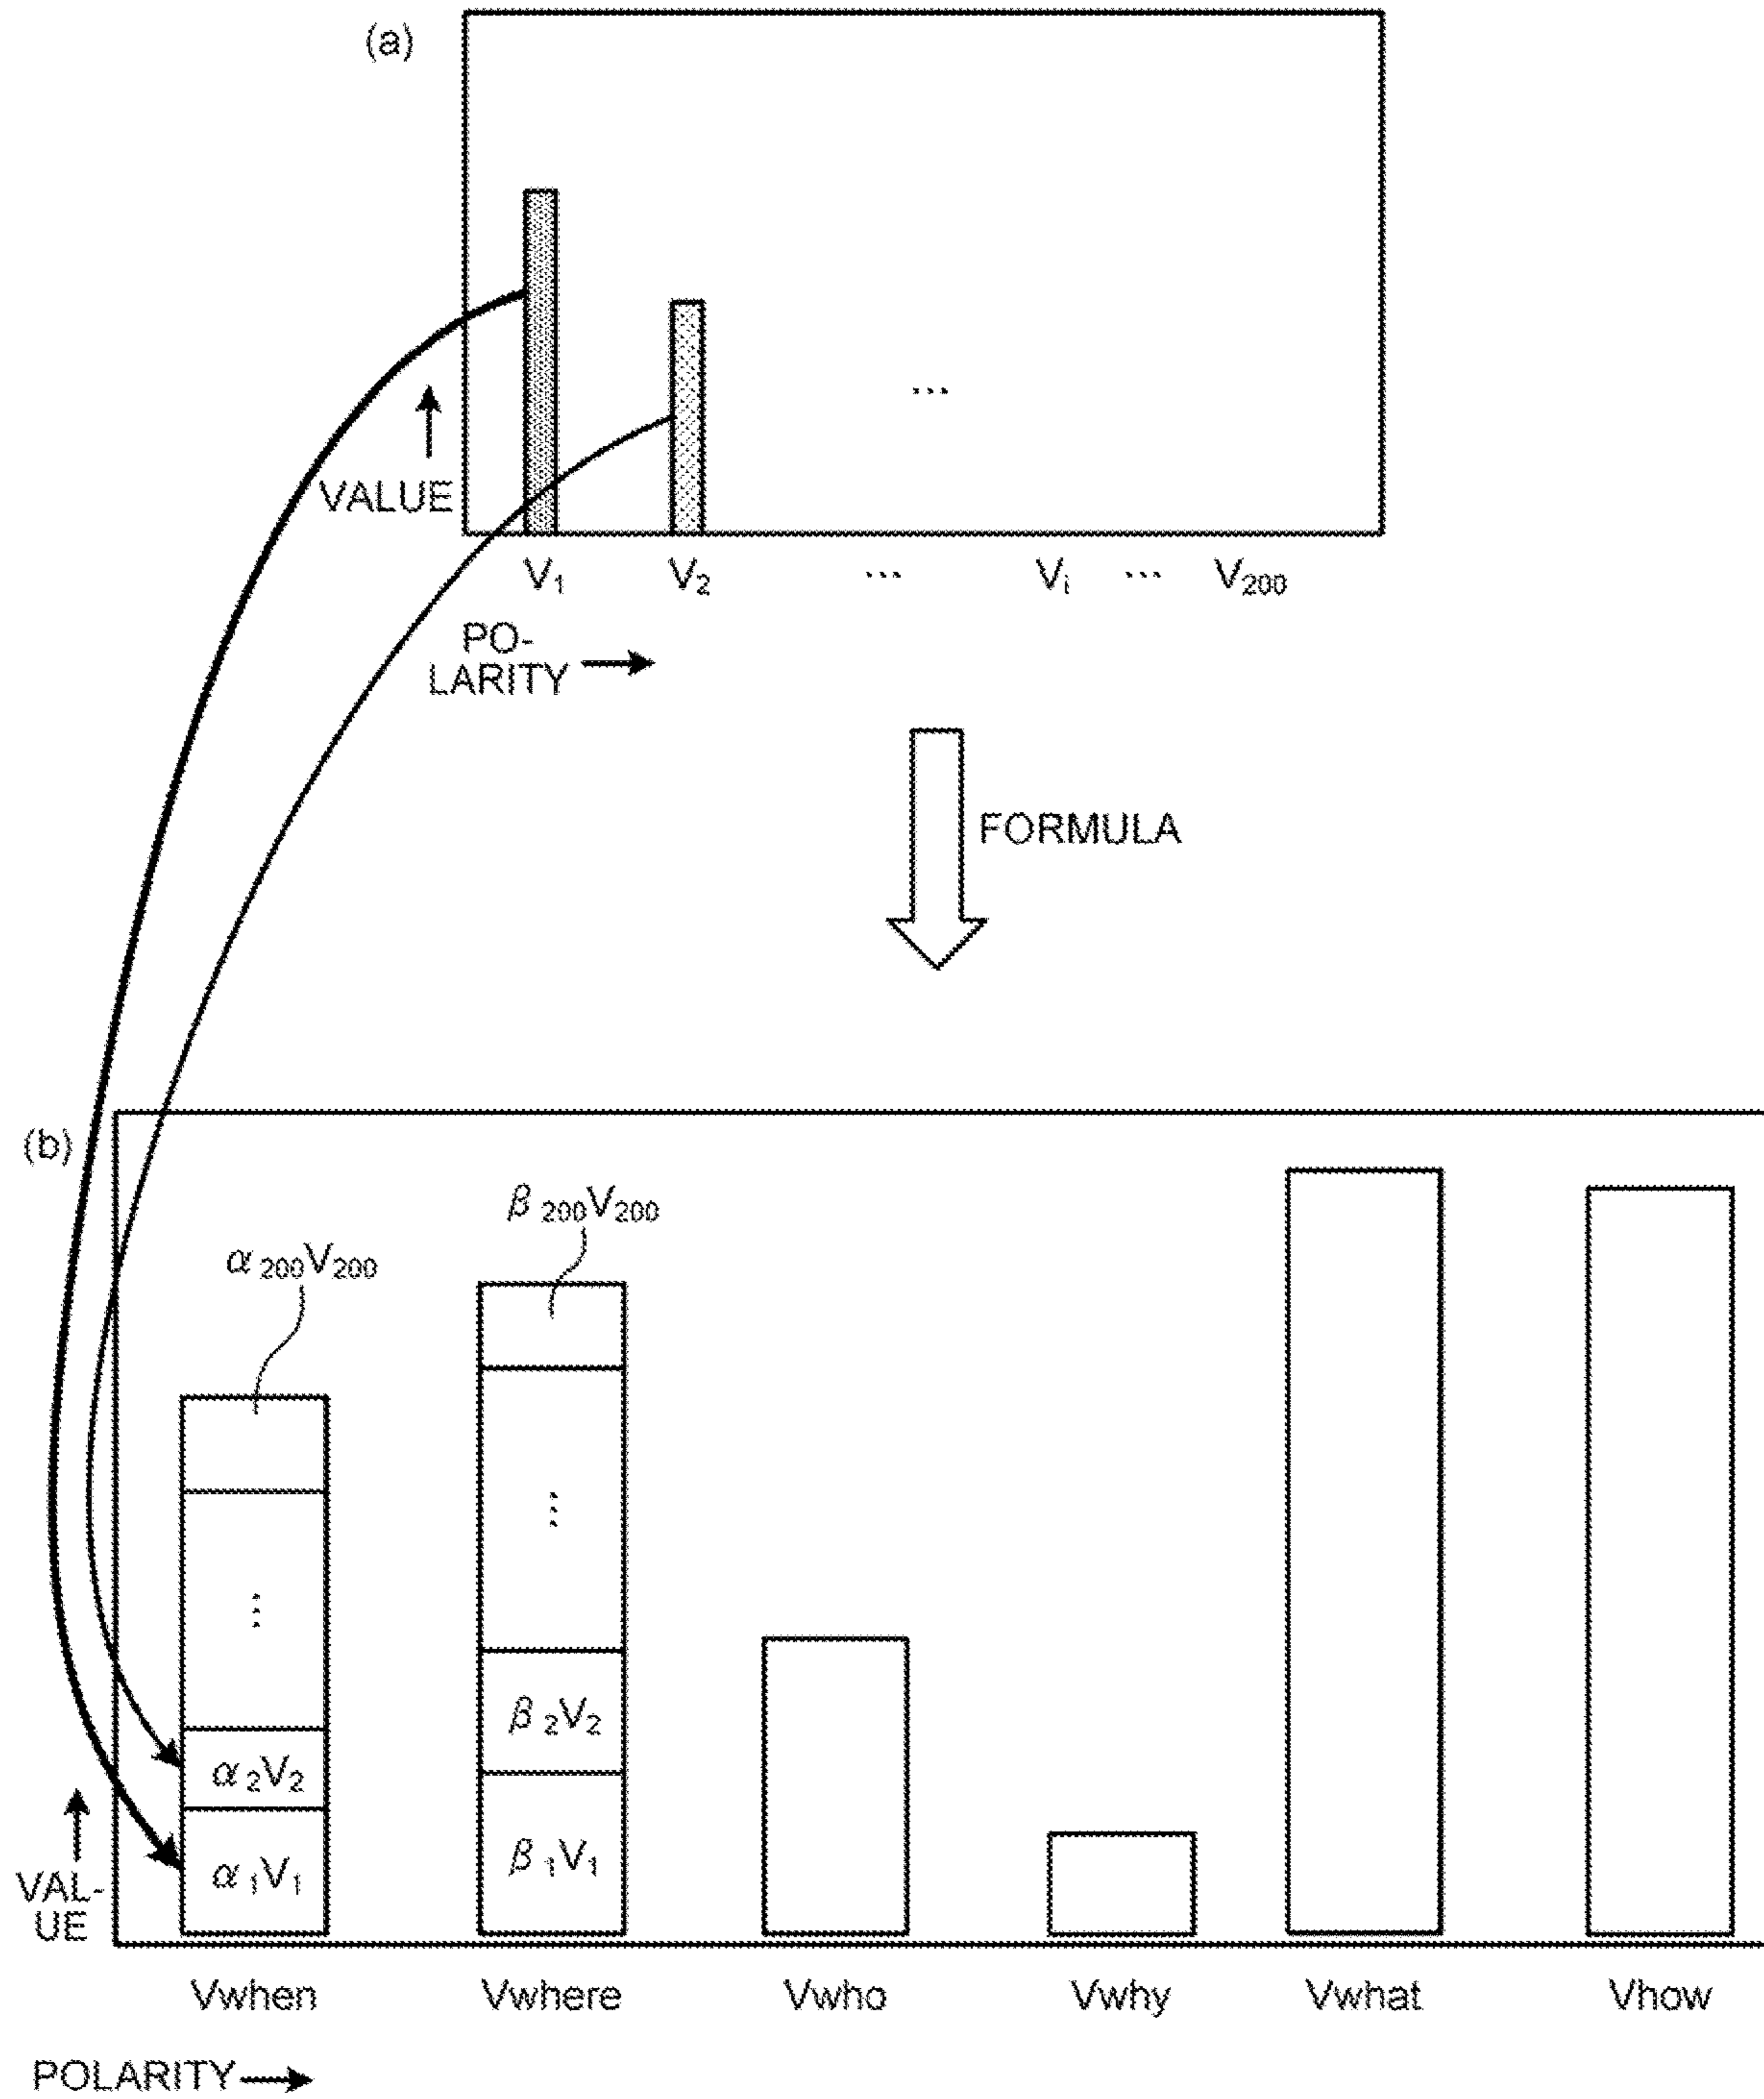 (a)
VALUE
V₁ V₂ ... Vᵢ ... V₂₀₀
...
PO-
LARITY
FORMULA
(b)
β₂₀₀V₂₀₀
α₂₀₀V₂₀₀
...
...
β₂V₂
α₂V₂
β₁V₁
α₁V₁
VAL-
UE
Vwhen Vwhere Vwho Vwhy Vwhat Vhow
POLARITY